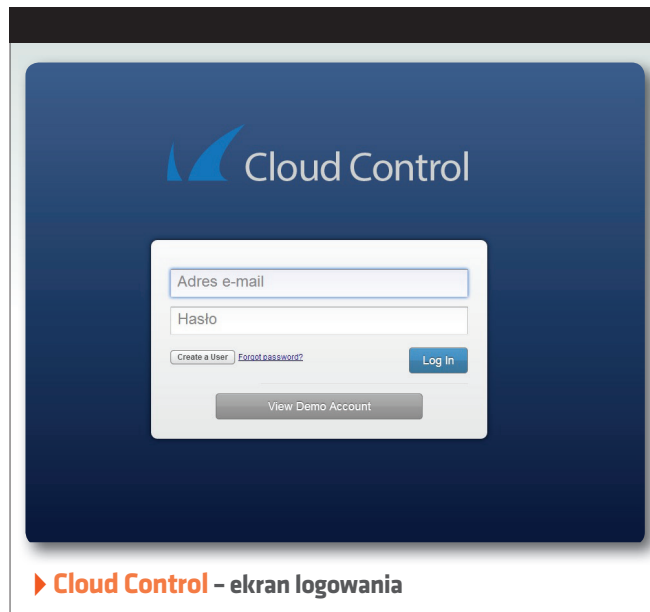 Cloud Control
Adres e-mail
Hasło
Create a User Forgot password?
Log In
View Demo Account
Cloud Control – ekran logowania